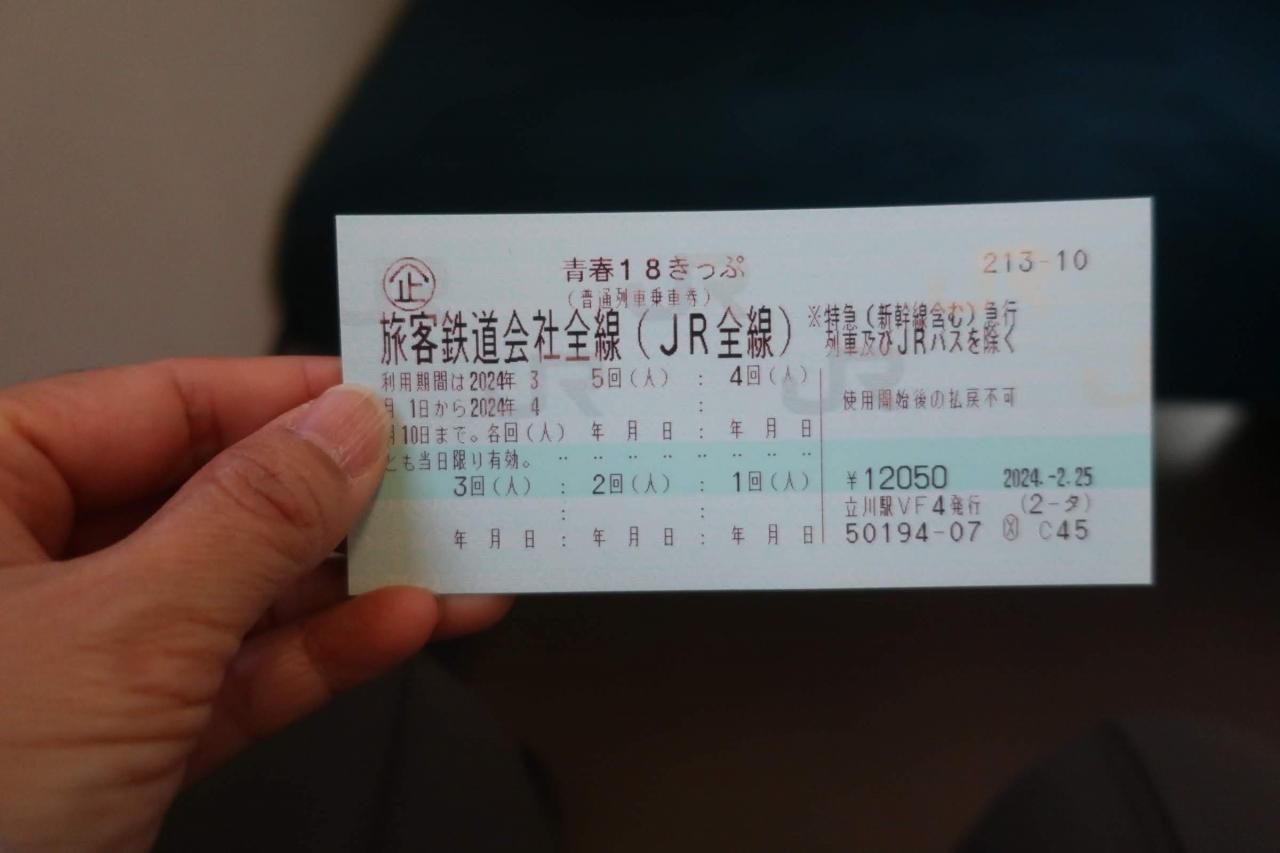 企 青春18きっぷ 213-10
（普通列車乗車券）
旅客鉄道会社全線（JR全線） ※特急（新幹線含む）急行
列車及びJRバスを除く
利用期間は2024年 3 5回（人） : 4回（人）
月 1日から2024年 4 : 使用開始後の払戻不可
月10日まで。各回（人） 年 月 日 : 年 月 日
とも当日限り有効。 ‥ ‥ ‥ ‥ ‥ ‥ ¥12050 2024.-2.25
3回（人） : 2回（人） : 1回（人） 立川駅VF4発行 （2-タ）
: :
年 月 日 : 年 月 日 : 年 月 日 50194-07 C45